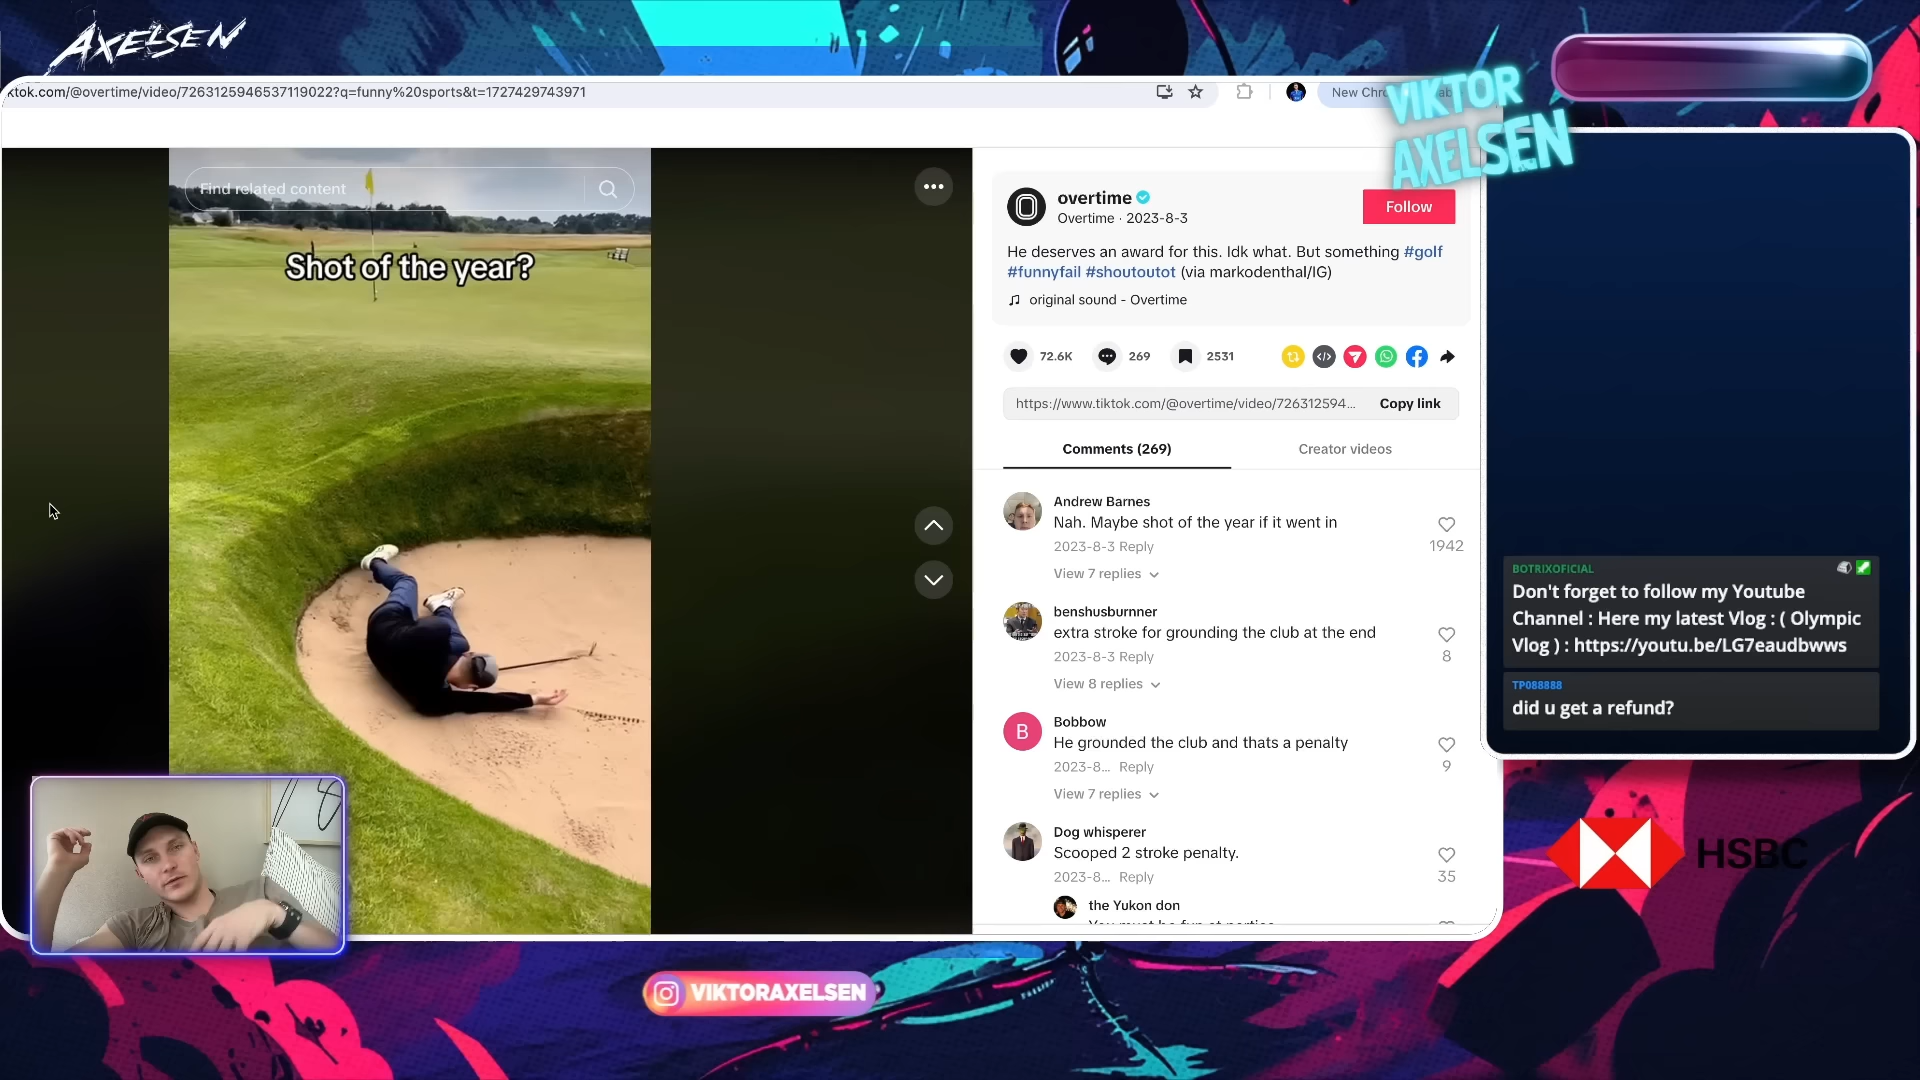 AXELSEN
ktok.com/@overtime/video/7263125946537119022?q=funny%20sports&t=1727429743971
New Chr
VIKTOR
AXELSEN
Find related content
Shot of the year?
overtime
Overtime · 2023-8-3
Follow
He deserves an award for this. Idk what. But something #golf
#funnyfail #shoutoutot (via markodenthal/IG)
original sound - Overtime
72.6K
269
2531
https://www.tiktok.com/@overtime/video/726312594...
Copy link
Comments (269)
Creator videos
Andrew Barnes
Nah. Maybe shot of the year if it went in
2023-8-3 Reply
1942
View 7 replies
benshusburnner
extra stroke for grounding the club at the end
2023-8-3 Reply
8
View 8 replies
B
Bobbow
He grounded the club and thats a penalty
2023-8... Reply
9
View 7 replies
Dog whisperer
Scooped 2 stroke penalty.
2023-8... Reply
35
the Yukon don
BOTRIXOFICIAL
Don't forget to follow my Youtube
Channel : Here my latest Vlog : ( Olympic
Vlog ) : https://youtu.be/LG7eaudbwws
TP088888
did u get a refund?
HSBC
VIKTORAXELSEN